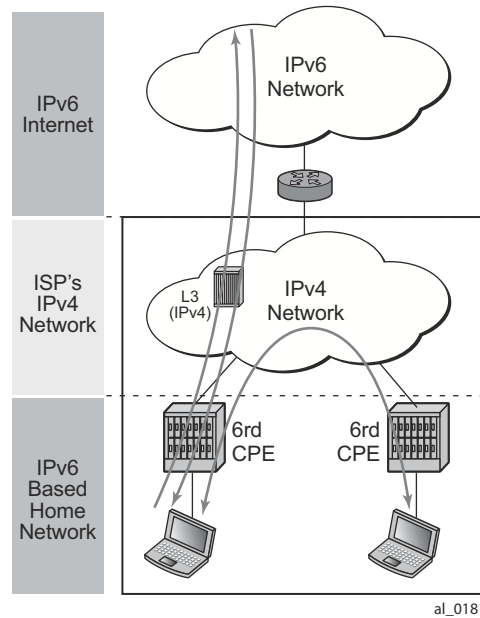 IPv6
Internet
IPv6
Network
ISP's
IPv4
Network
L3
(IPv4)
IPv4
Network
IPv6
Based
Home
Network
6rd
CPE
6rd
CPE
al_0181